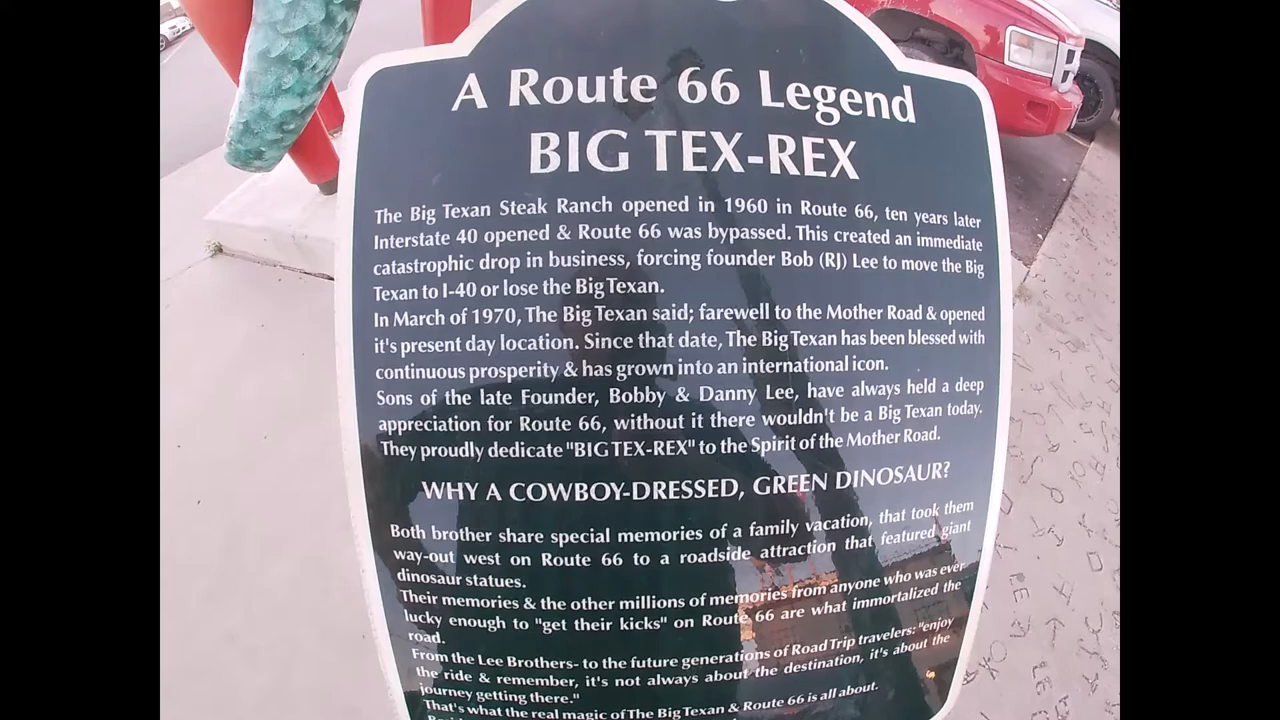 A Route 66 Legend
BIG TEX-REX
The Big Texan Steak Ranch opened in 1960 in Route 66, ten years later
Interstate 40 opened & Route 66 was bypassed. This created an immediate
catastrophic drop in business, forcing founder Bob (RJ) Lee to move the Big
Texan to I-40 or lose the Big Texan.
In March of 1970, The Big Texan said; farewell to the Mother Road & opened
it's present day location. Since that date, The Big Texan has been blessed with
continuous prosperity & has grown into an international icon.
Sons of the late Founder, Bobby & Danny Lee, have always held a deep
appreciation for Route 66, without it there wouldn't be a Big Texan today.
They proudly dedicate "BIG TEX-REX" to the Spirit of the Mother Road.
WHY A COWBOY-DRESSED, GREEN DINOSAUR?
Both brother share special memories of a family vacation, that took them
way-out west on Route 66 to a roadside attraction that featured giant
dinosaur statues.
Their memories & the other millions of memories from anyone who was ever
lucky enough to "get their kicks" on Route 66 are what immortalized the
road.
From the Lee Brothers- to the future generations of Road Trip travelers: "enjoy
the ride & remember, it's not always about the destination, it's about the
journey getting there."
That's what the real magic of The Big Texan & Route 66 is all about.